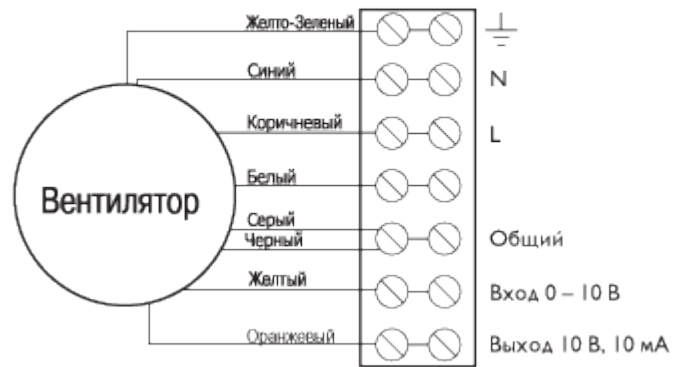 Желто-Зеленый
Синий
N
Коричневый
L
Белый
Вентилятор
Серый
Черный
Общий
Желтый
Вход 0 – 10 В
Оранжевый
Выход 10 В, 10 мА